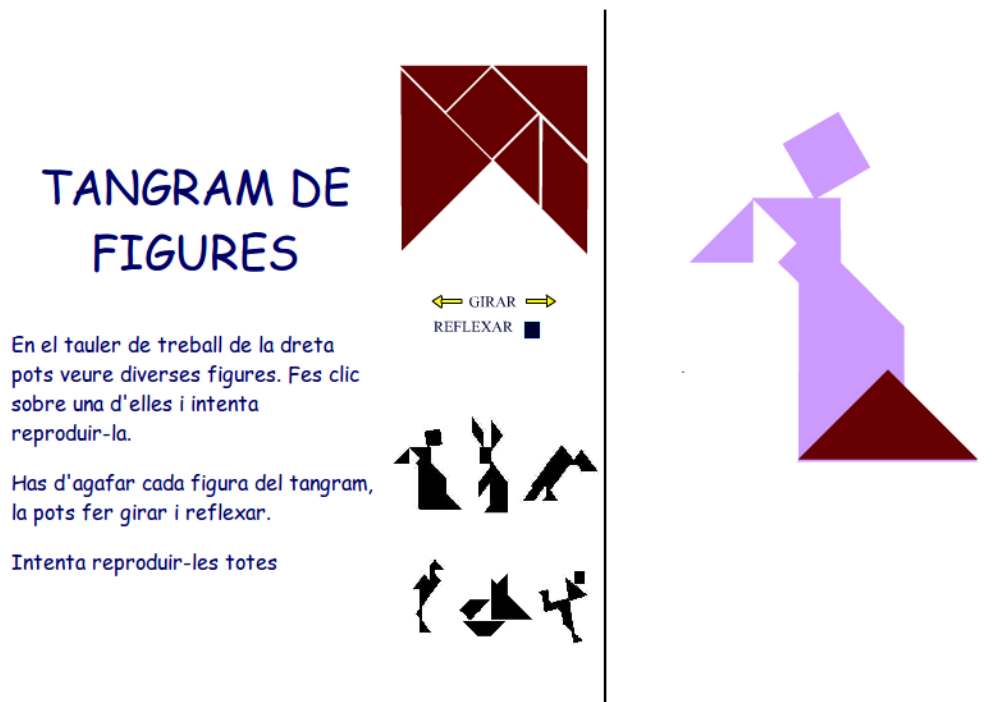 TANGRAM DE
FIGURES
En el tauler de treball de la dreta
pots veure diverses figures. Fes clic
sobre una d'elles i intenta
reproduir-la.
Has d'agafar cada figura del tangram,
la pots fer girar i reflexar.
Intenta reproduir-les totes
GIRAR
REFLEXAR